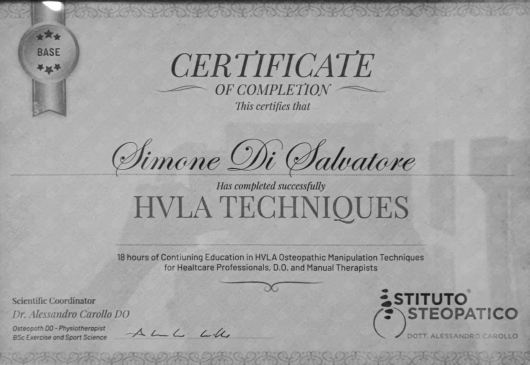 BASE
CERTIFICATE
OF COMPLETION
This certifies that
Simone Di Salvatore
Has completed successfully
HVLA TECHNIQUES
18 hours of Contiuning Education in HVLA Osteopathic Manipulation Techniques
for Healtcare Professionals, D.O. and Manual Therapists
Scientific Coordinator
Dr. Alessandro Carollo DO
Osteopath DO - Physiotherapist
BSc Exercise and Sport Science
ISTITUTO®
OSTEOPATICO
DOTT. ALESSANDRO CAROLLO